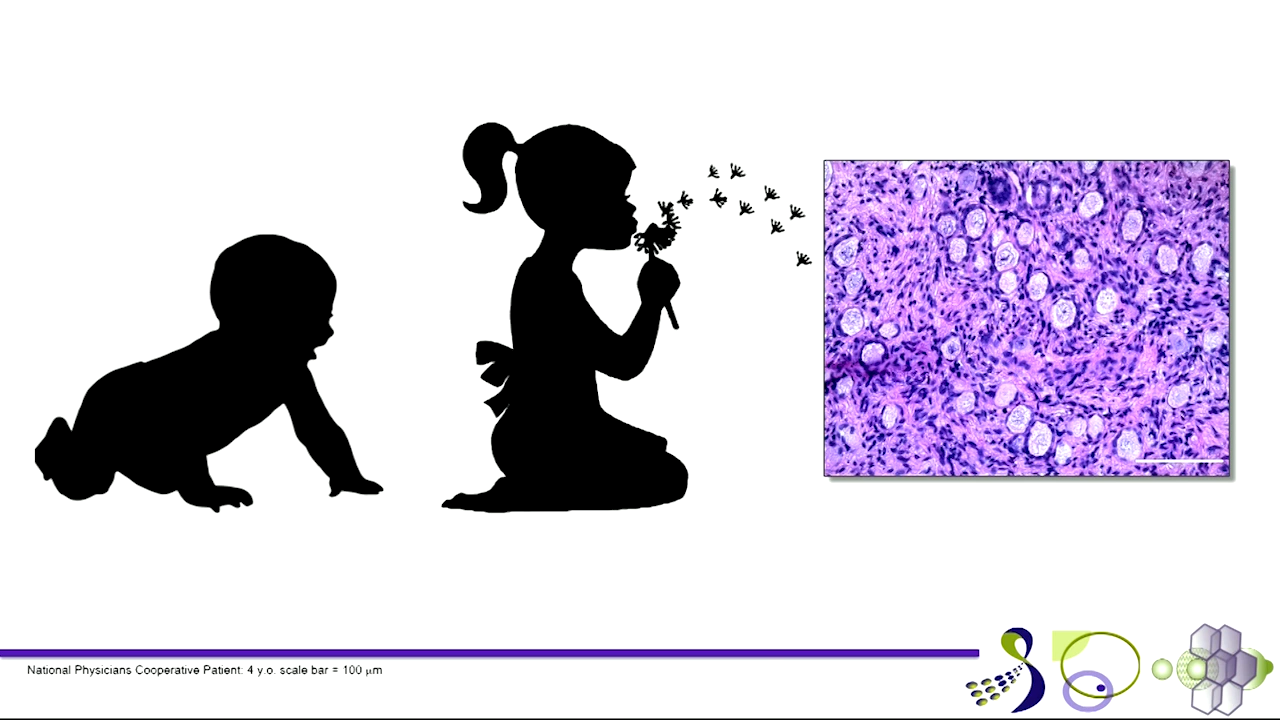 National Physicians Cooperative Patient: 4 y.o. scale bar = 100 μm